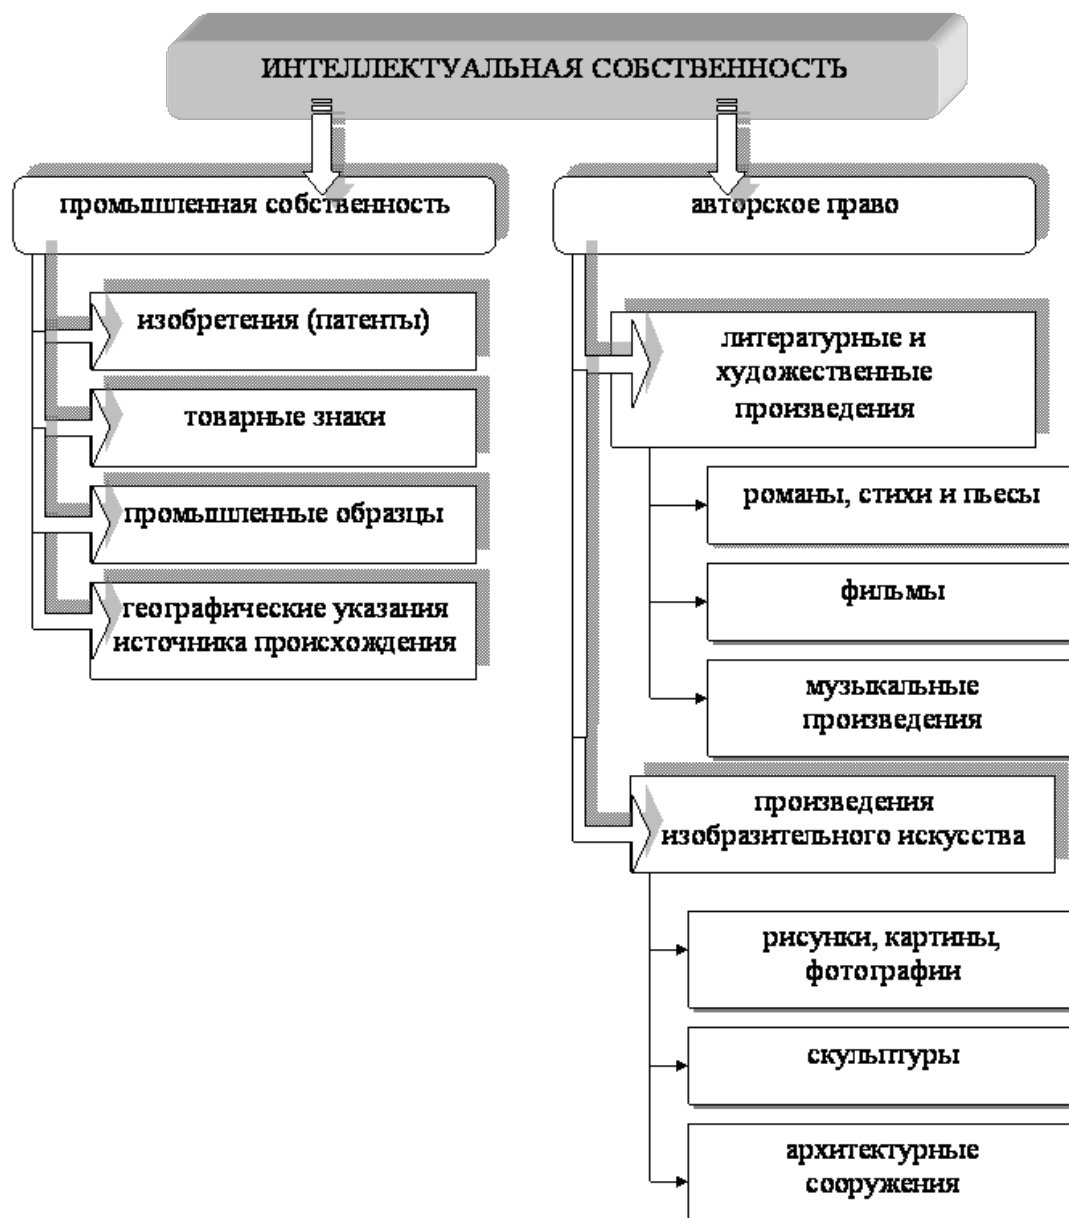 ИНТЕЛЛЕКТУАЛЬНАЯ СОБСТВЕННОСТЬ
промышленная собственность
изобретения (патенты)
товарные знаки
промышленные образцы
географические указания
источника происхождения
авторское право
литературные и
художественные
произведения
романы, стихи и пьесы
фильмы
музыкальные
произведения
произведения
изобразительного искусства
рисунки, картины,
фотографии
скульптуры
архитектурные
сооружения